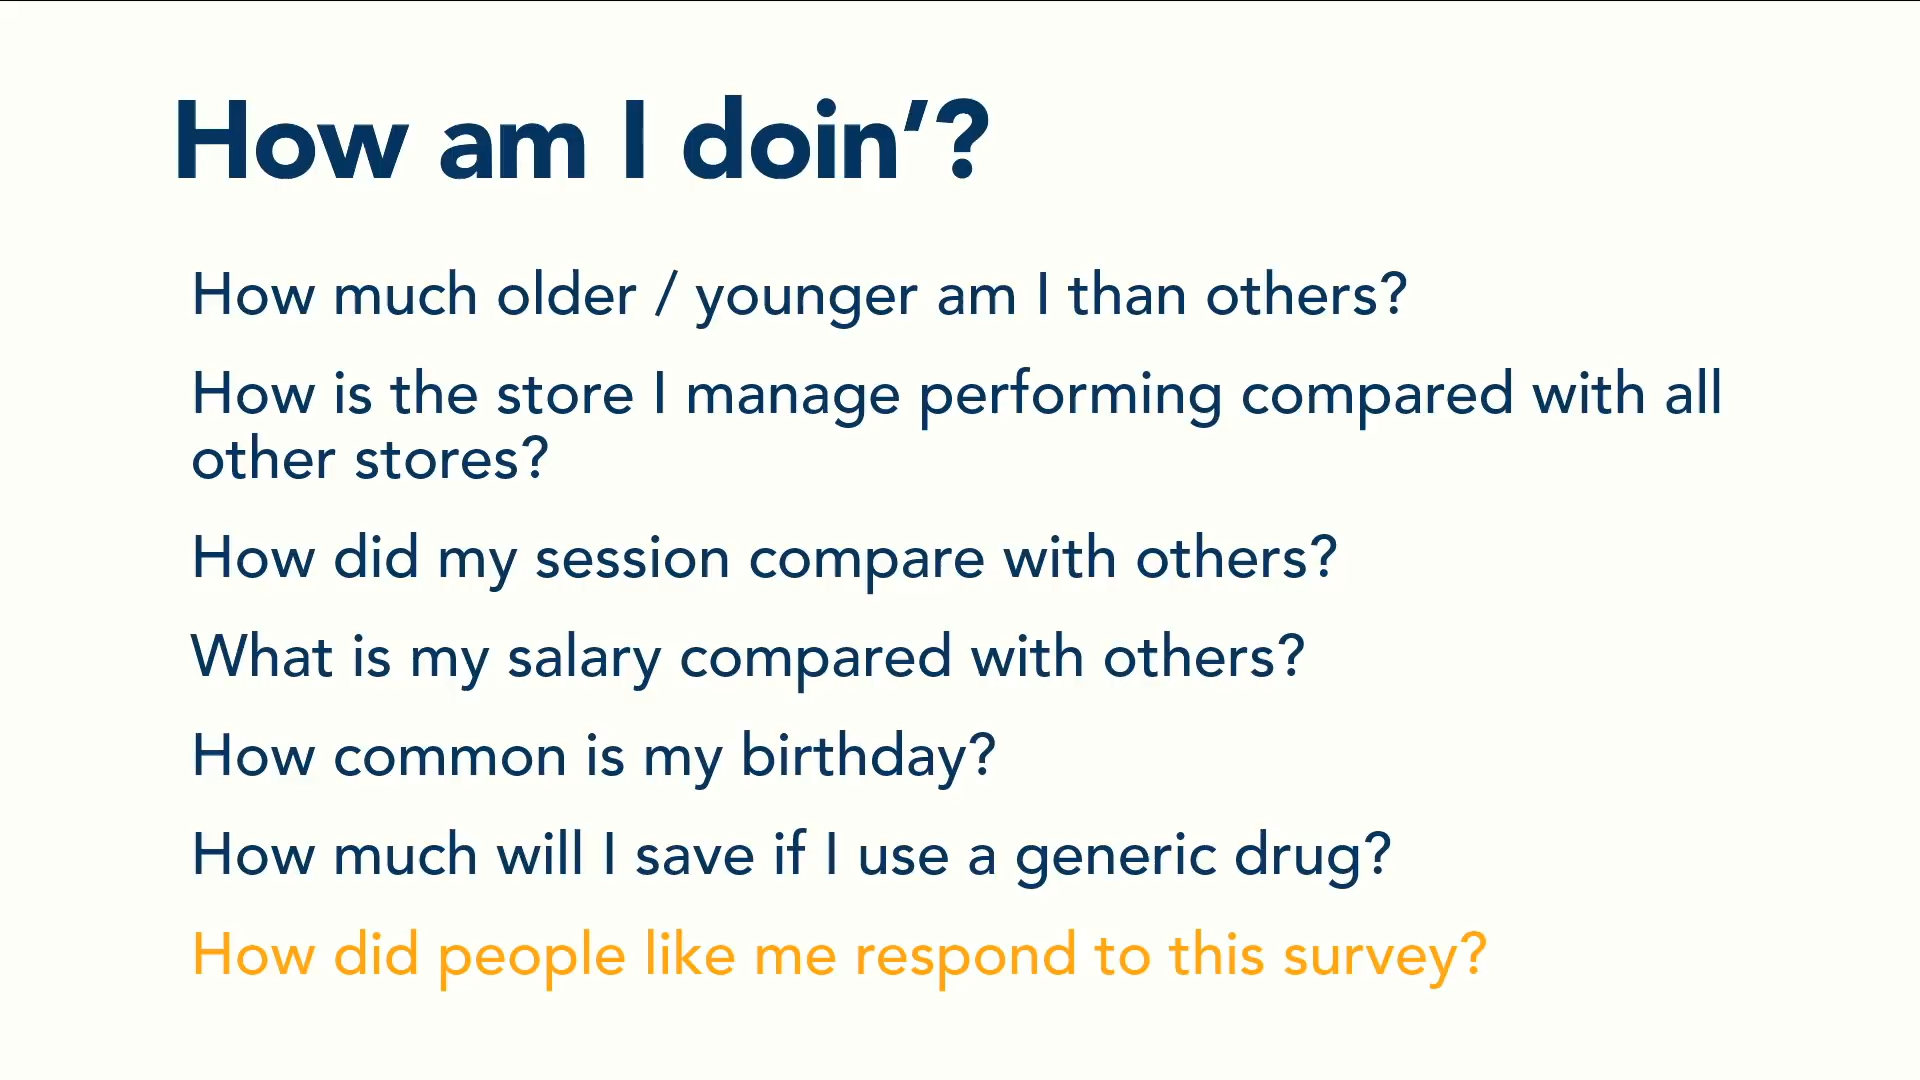 How am I doin’?
How much older / younger am I than others?
How is the store I manage performing compared with all
other stores?
How did my session compare with others?
What is my salary compared with others?
How common is my birthday?
How much will I save if I use a generic drug?
How did people like me respond to this survey?